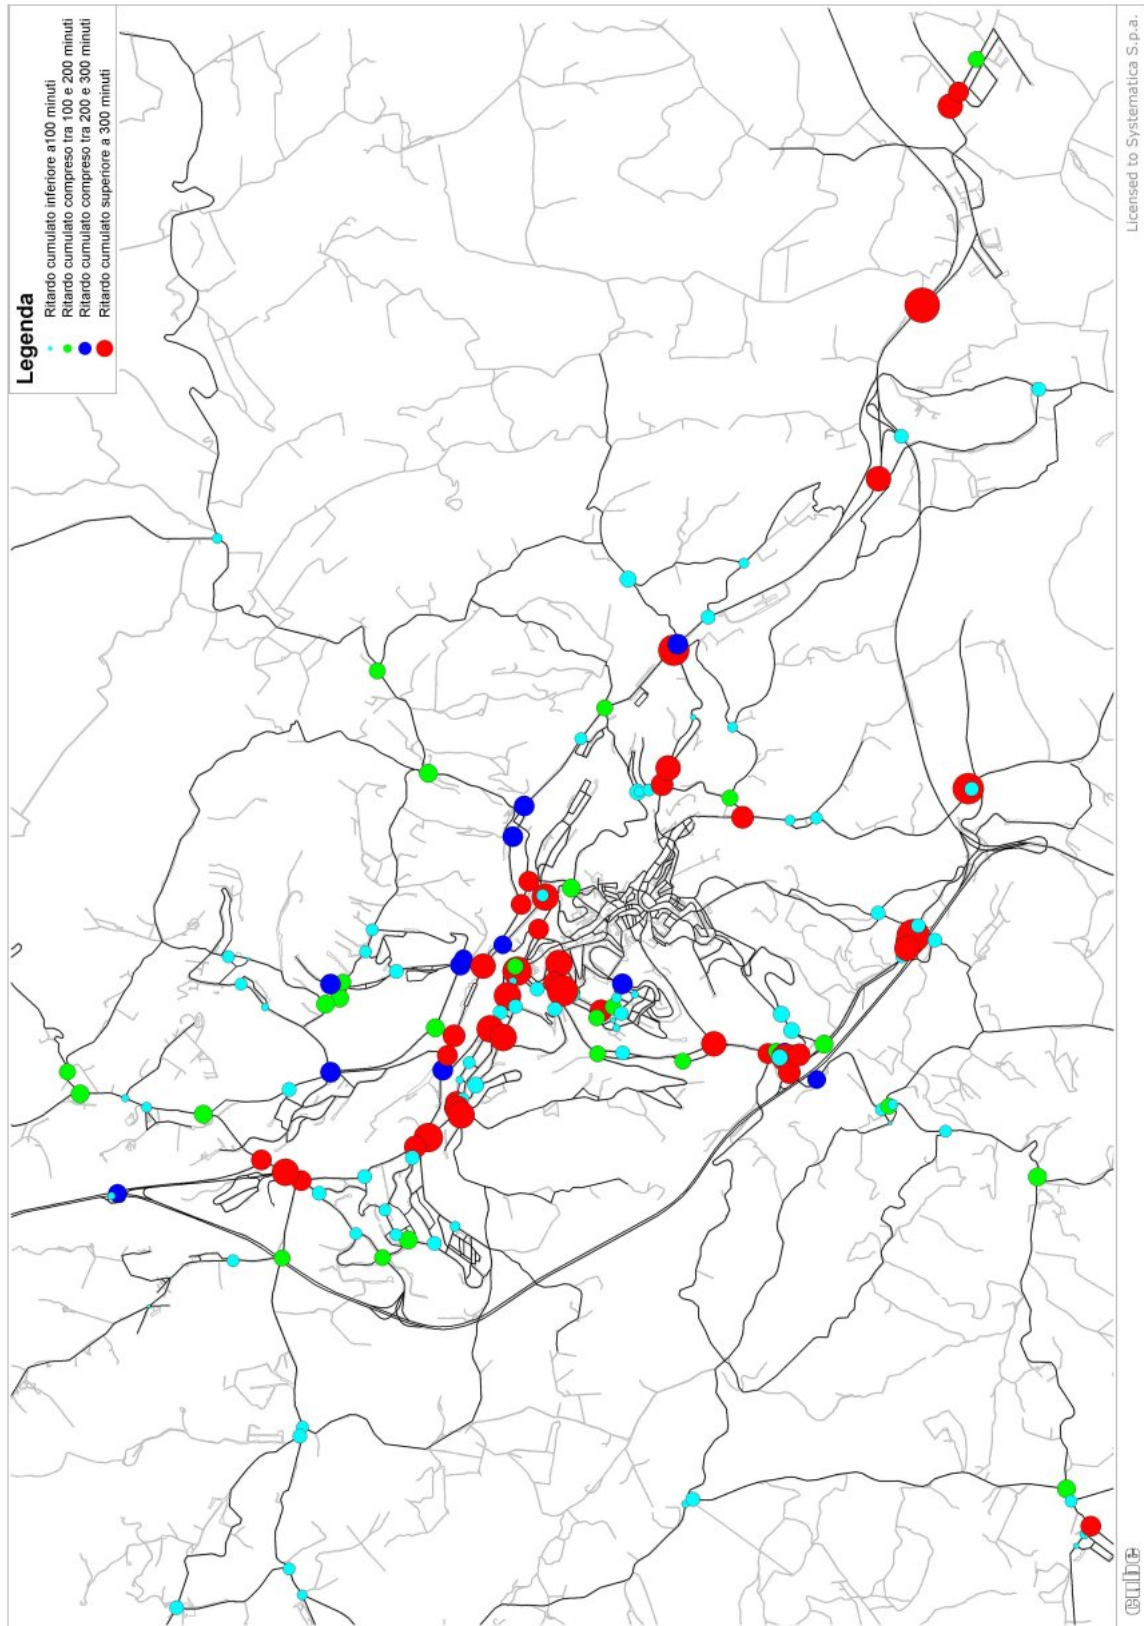 Legenda
Ritardo cumulato inferiore a100 minuti
Ritardo cumulato compreso tra 100 e 200 minuti
Ritardo cumulato compreso tra 200 e 300 minuti
Ritardo cumulato superiore a 300 minuti
Licensed to Systematica S.p.a.
cube